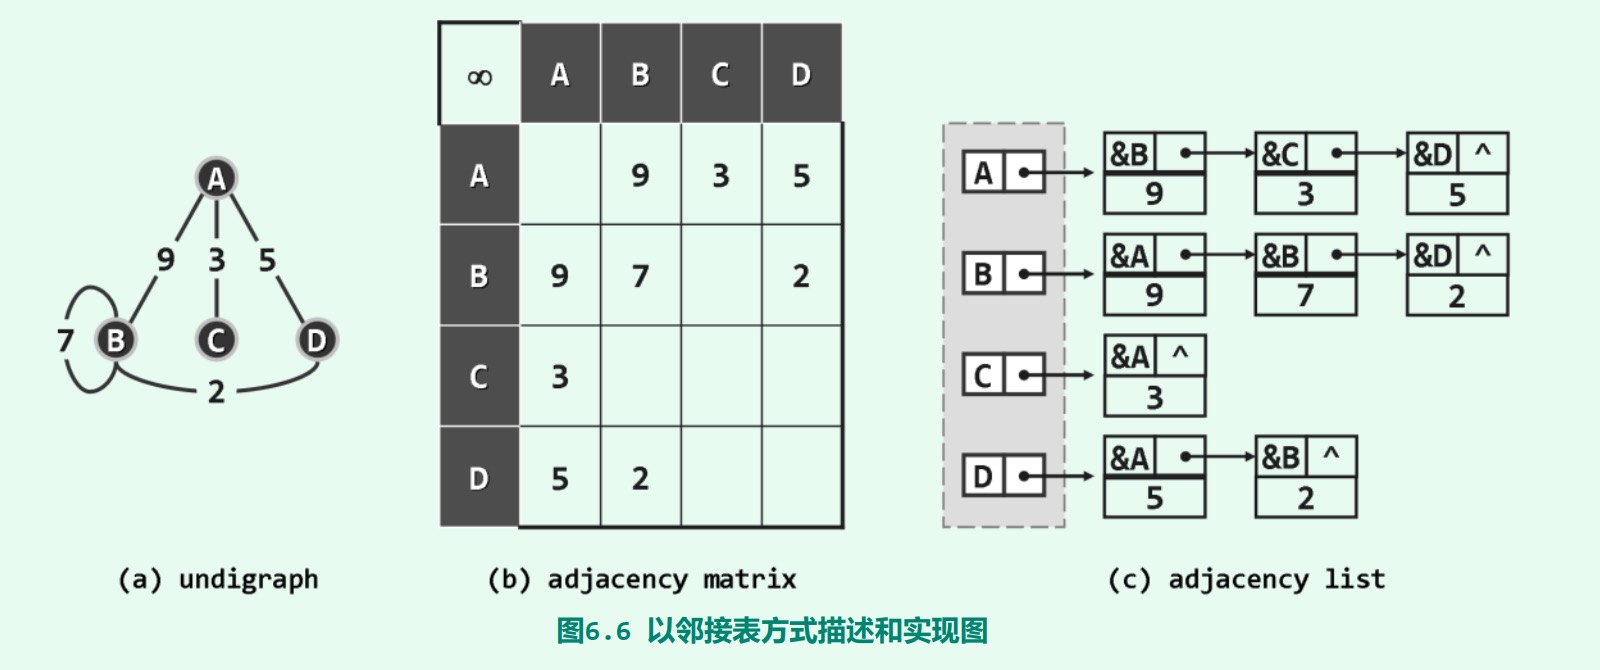 A
9 3 5
7 B C D
2
(a) undigraph
∞ A B C D
A 9 3 5
B 9 7 2
C 3
D 5 2
(b) adjacency matrix
A &B &C &D ^
9 3 5
B &A &B &D ^
9 7 2
C &A ^
3
D &A &B ^
5 2
(c) adjacency list
图6.6 以邻接表方式描述和实现图